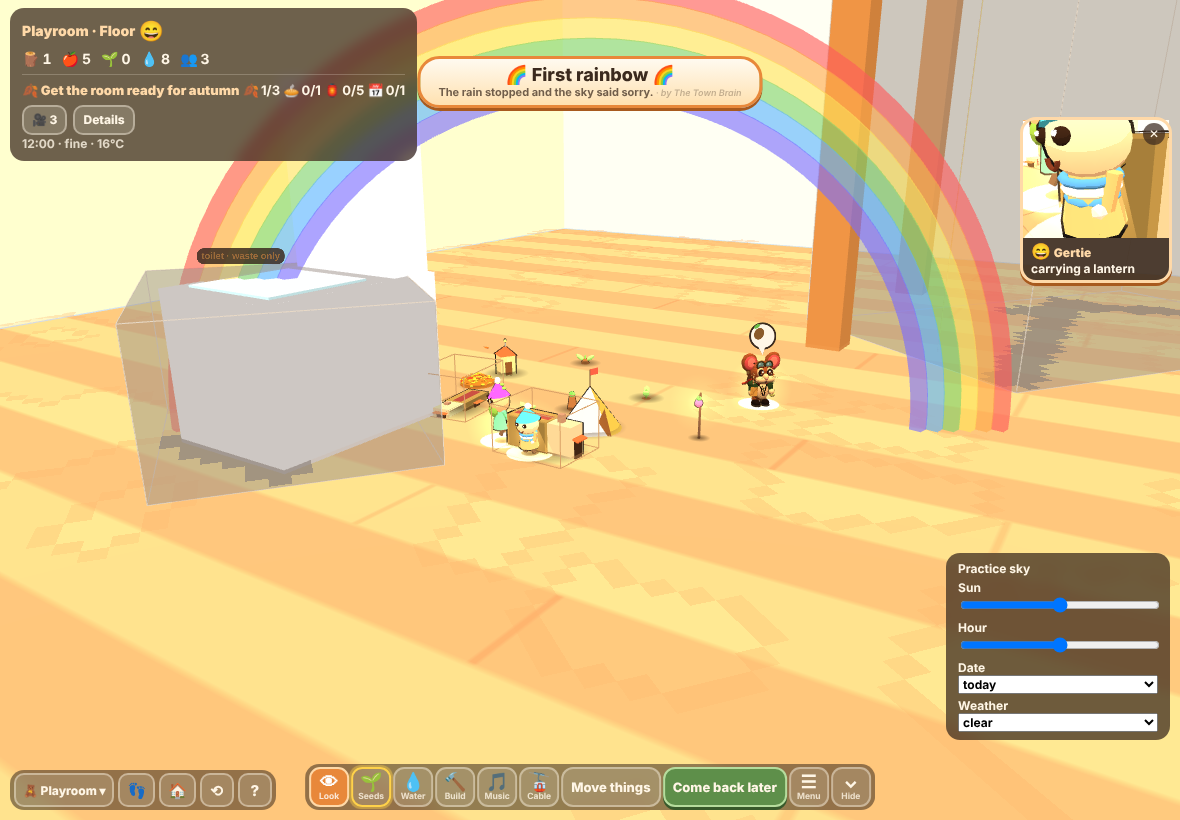 Playroom · Floor
1 5 0 8 3
Get the room ready for autumn 1/3 0/1 0/5 0/1
3 Details
12:00 · fine · 16°C
First rainbow
The rain stopped and the sky said sorry. · by The Town Brain
×
Gertie
carrying a lantern
toilet · waste only
Practice sky
Sun
Hour
Date
today
Weather
clear
Playroom ▾
?
Look Seeds Water Build Music Cable Move things Come back later Menu Hide